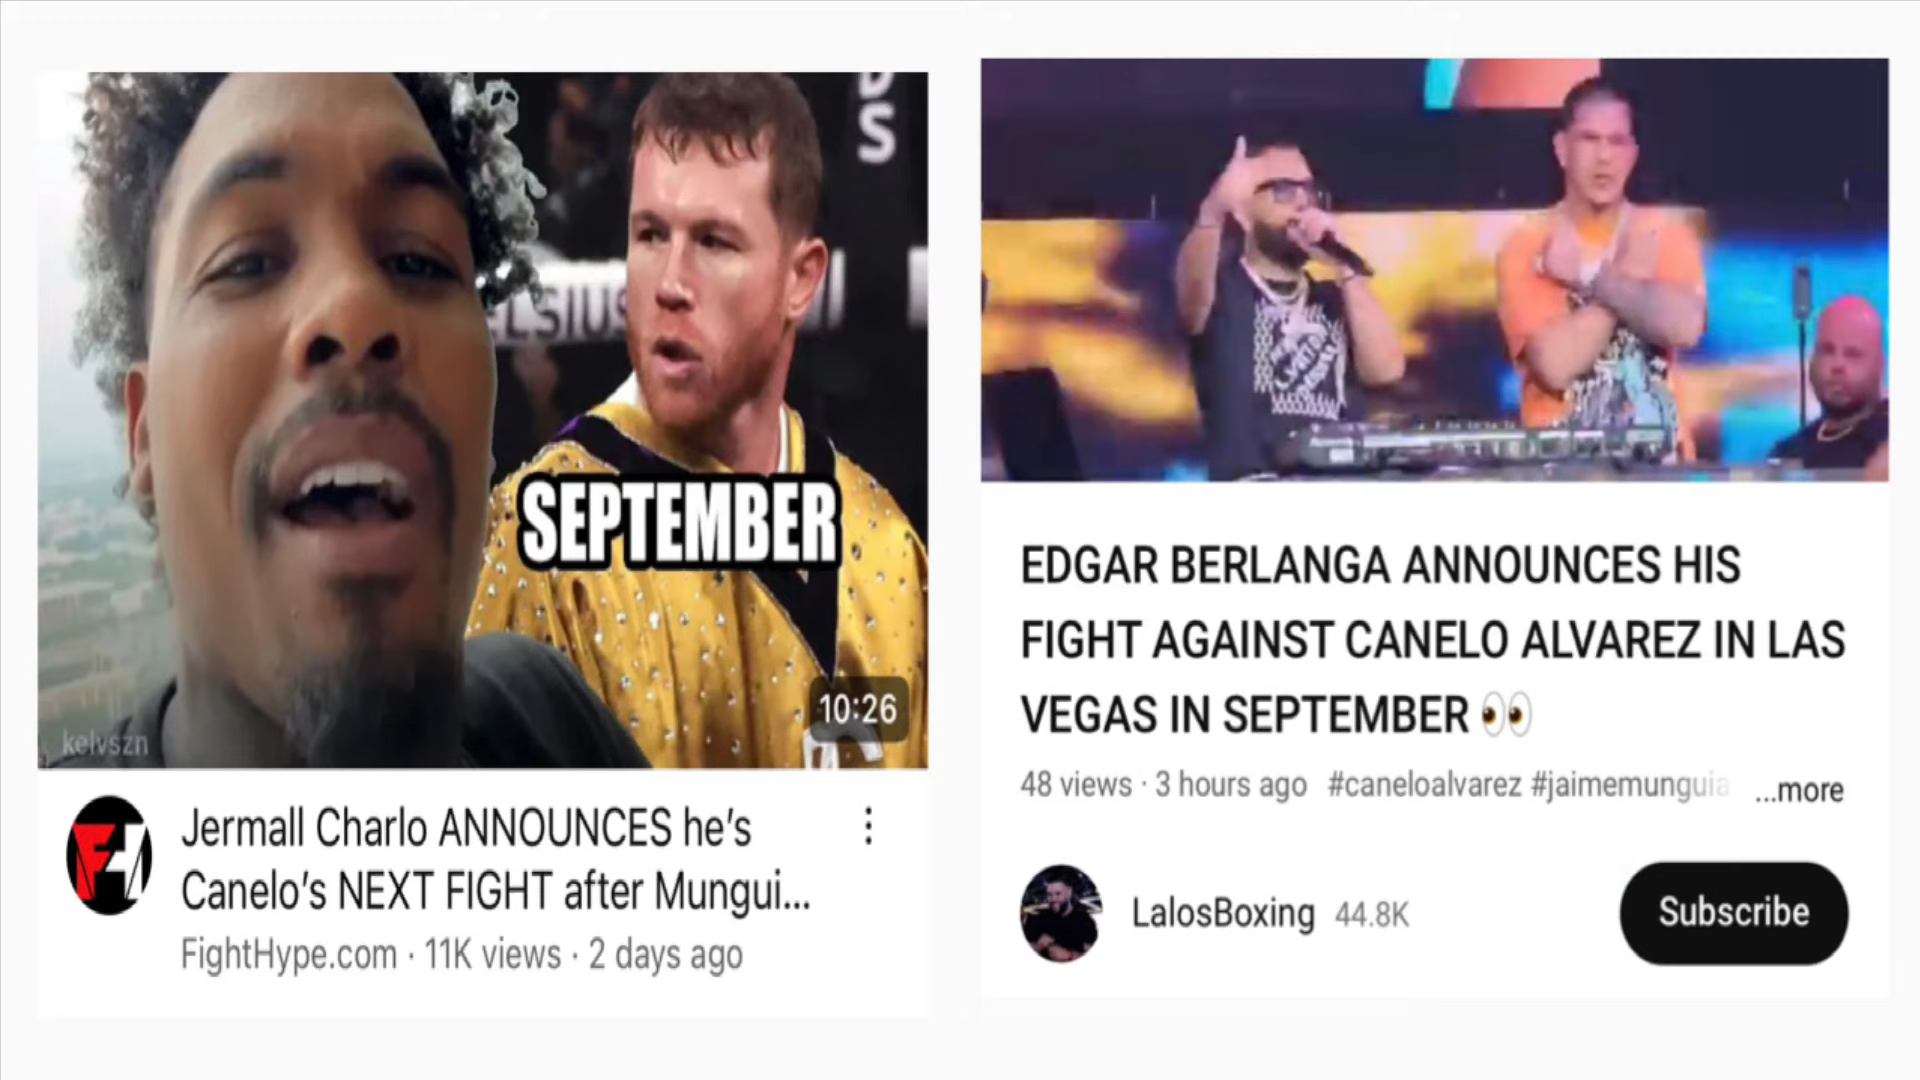 U
S
ELSIUS
SEPTEMBER
10:26
kelvszn
Jermall Charlo ANNOUNCES he's
Canelo's NEXT FIGHT after Mungui...
FightHype.com · 11K views · 2 days ago
EDGAR BERLANGA ANNOUNCES HIS
FIGHT AGAINST CANELO ALVAREZ IN LAS
VEGAS IN SEPTEMBER 👀
48 views · 3 hours ago #caneloalvarez #jaimemunguia ...more
LalosBoxing 44.8K
Subscribe